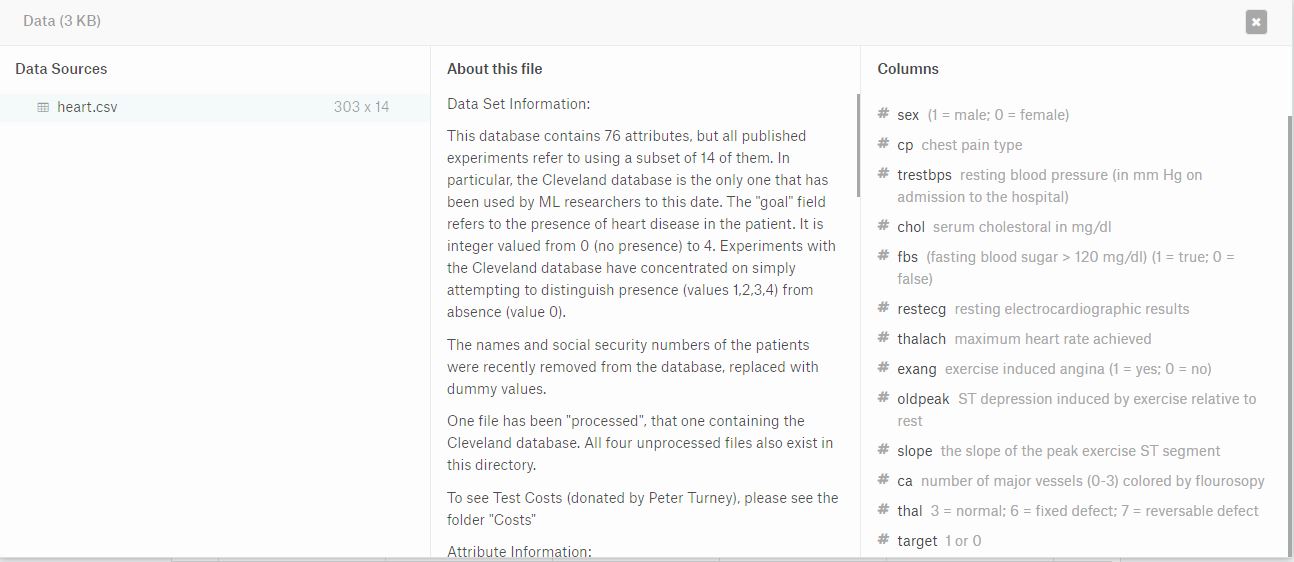 Data (3 KB)
Data Sources
heart.csv 303 x 14
About this file
Data Set Information:
This database contains 76 attributes, but all published
experiments refer to using a subset of 14 of them. In
particular, the Cleveland database is the only one that has
been used by ML researchers to this date. The "goal" field
refers to the presence of heart disease in the patient. It is
integer valued from 0 (no presence) to 4. Experiments with
the Cleveland database have concentrated on simply
attempting to distinguish presence (values 1,2,3,4) from
absence (value 0).
The names and social security numbers of the patients
were recently removed from the database, replaced with
dummy values.
One file has been "processed", that one containing the
Cleveland database. All four unprocessed files also exist in
this directory.
To see Test Costs (donated by Peter Turney), please see the
folder "Costs"
Attribute Information:
Columns
# sex (1 = male; 0 = female)
# cp chest pain type
# trestbps resting blood pressure (in mm Hg on
admission to the hospital)
# chol serum cholestoral in mg/dl
# fbs (fasting blood sugar > 120 mg/dl) (1 = true; 0 =
false)
# restecg resting electrocardiographic results
# thalach maximum heart rate achieved
# exang exercise induced angina (1 = yes; 0 = no)
# oldpeak ST depression induced by exercise relative to
rest
# slope the slope of the peak exercise ST segment
# ca number of major vessels (0-3) colored by flourosopy
# thal 3 = normal; 6 = fixed defect; 7 = reversable defect
# target 1 or 0